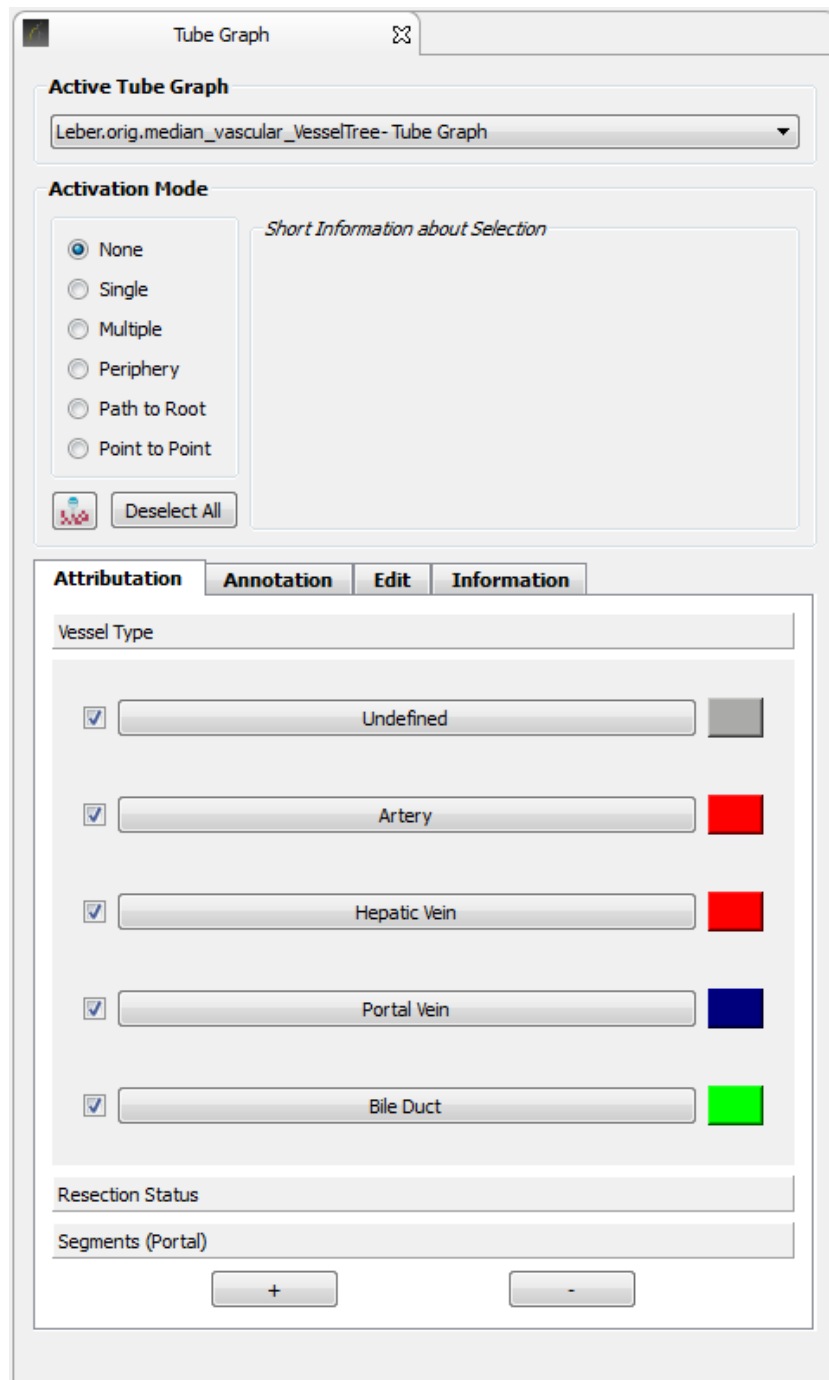 Tube Graph
Active Tube Graph
Leber.orig.median_vascular_VesselTree- Tube Graph
Activation Mode
Short Information about Selection
None
Single
Multiple
Periphery
Path to Root
Point to Point
Deselect All
Attributation Annotation Edit Information
Vessel Type
Undefined
Artery
Hepatic Vein
Portal Vein
Bile Duct
Resection Status
Segments (Portal)
+ -